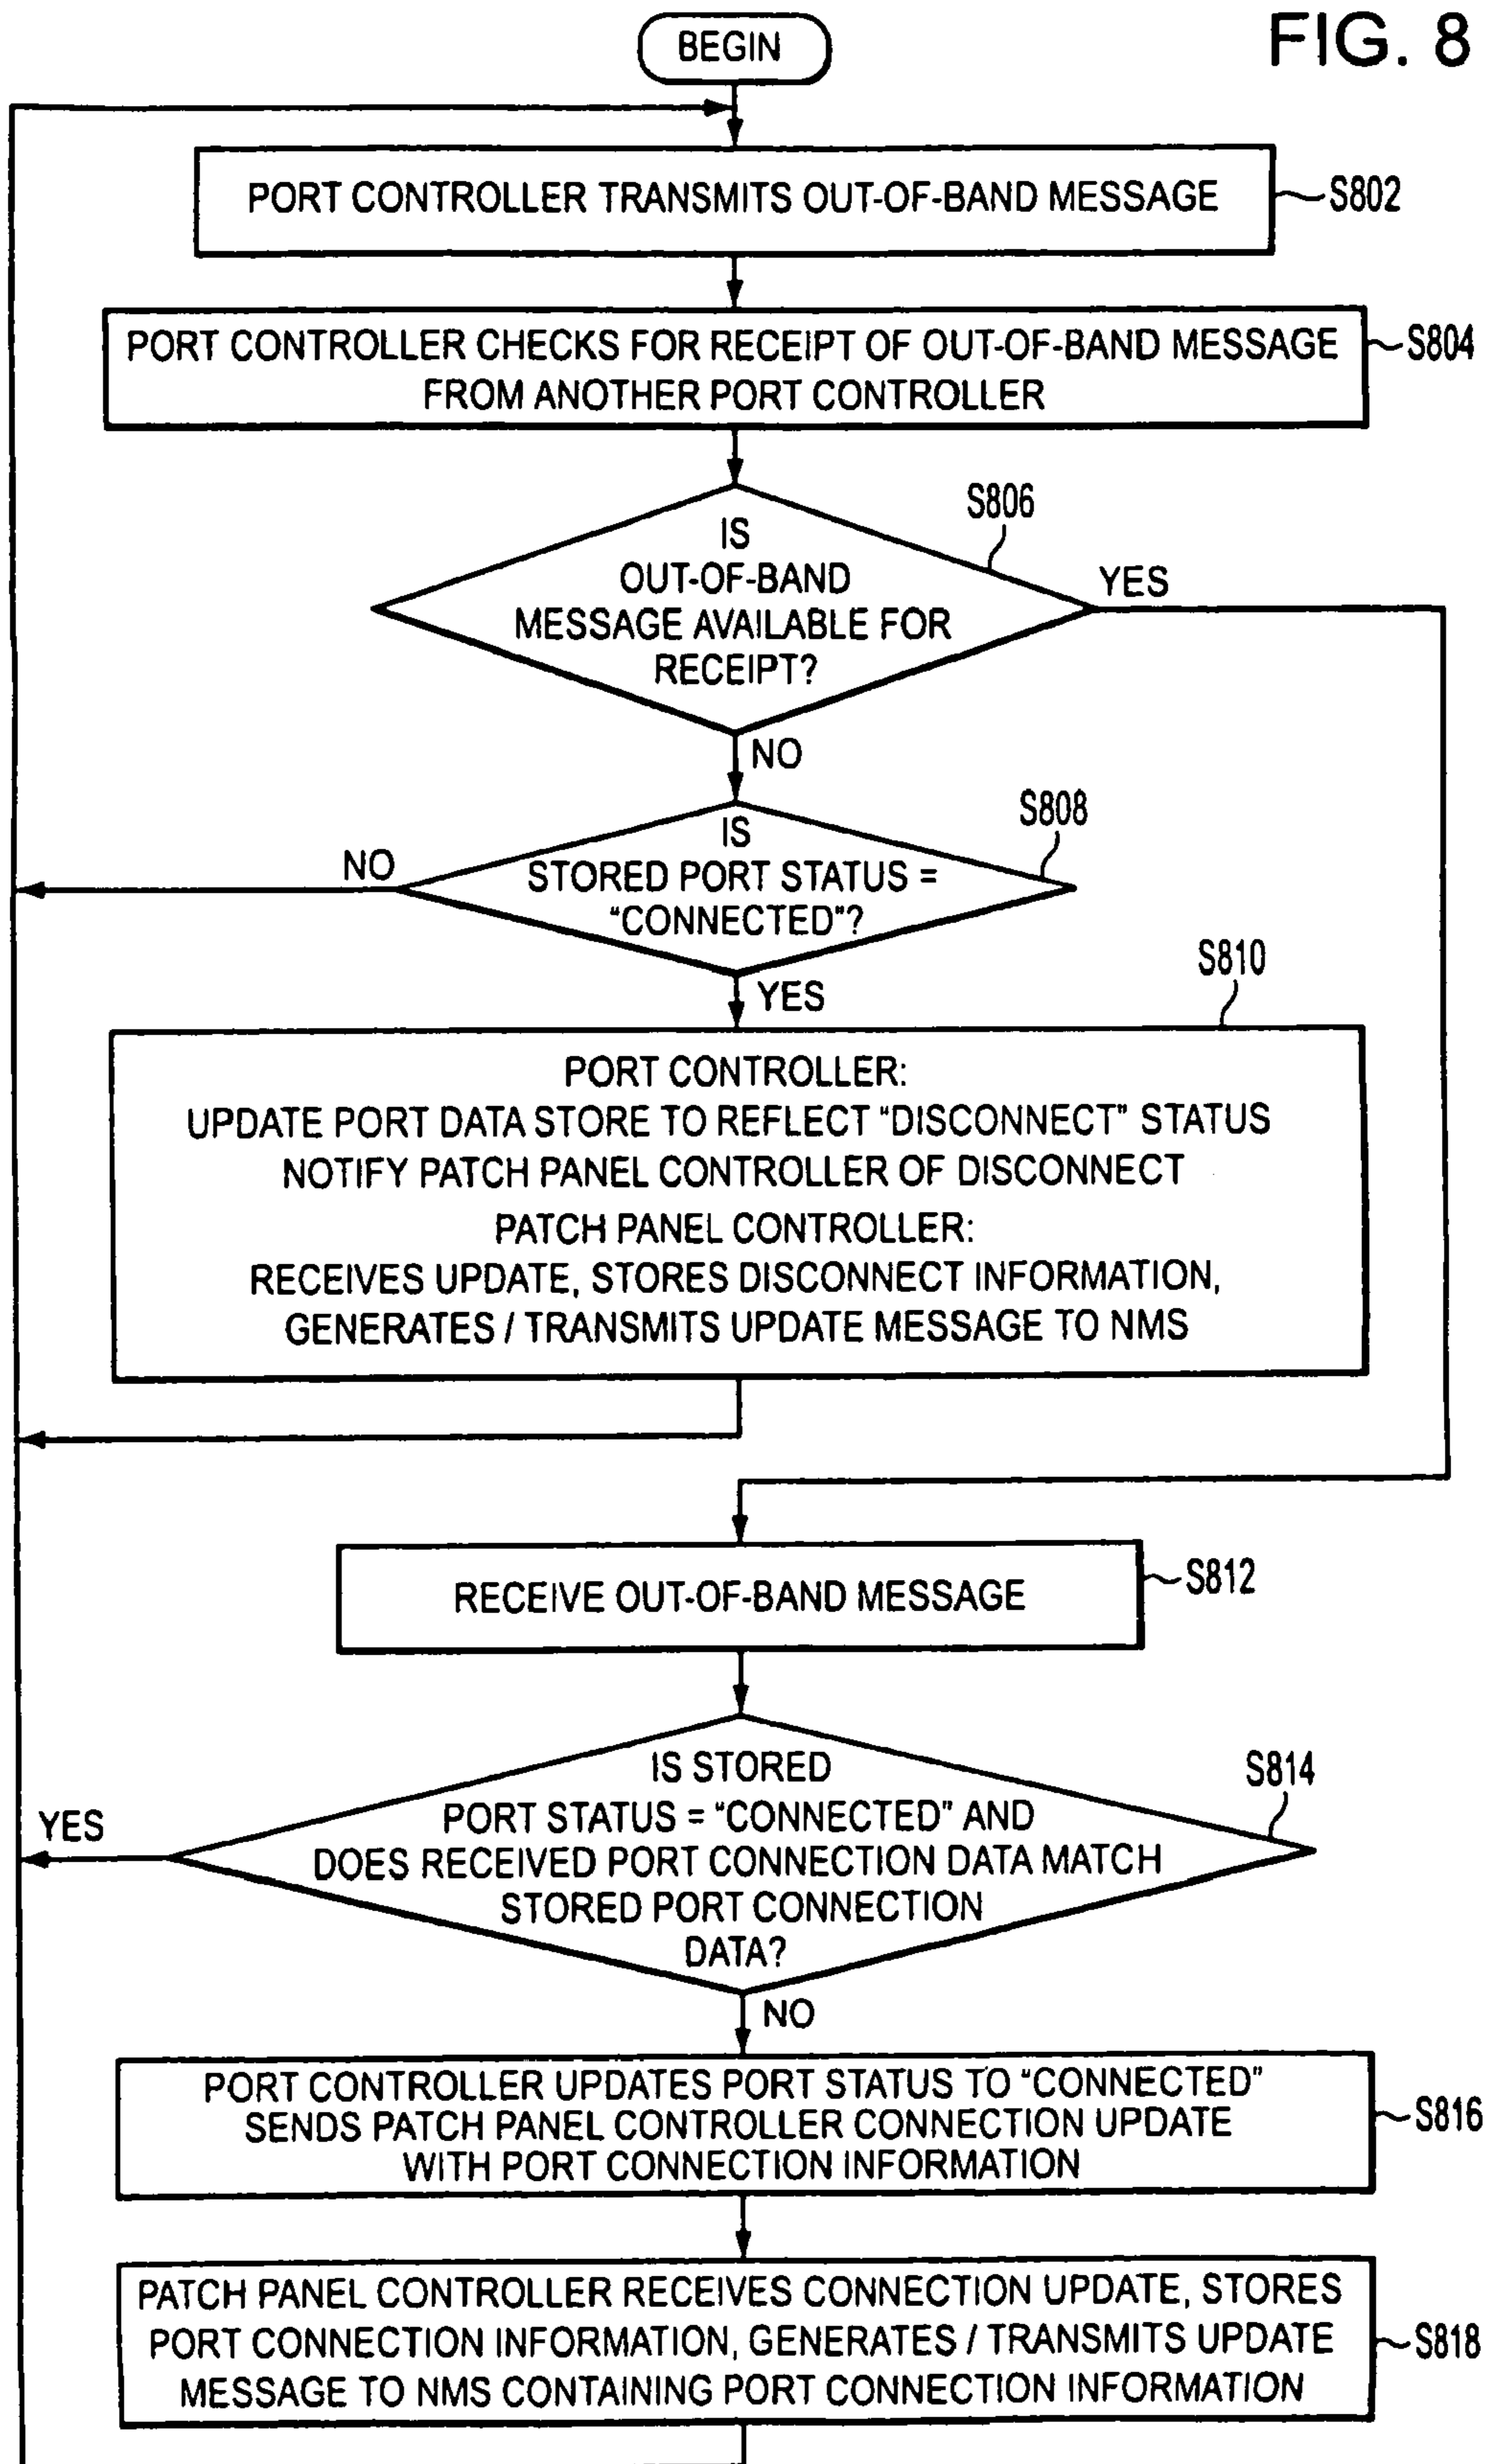 FIG. 8
BEGIN
PORT CONTROLLER TRANSMITS OUT-OF-BAND MESSAGE
S802
PORT CONTROLLER CHECKS FOR RECEIPT OF OUT-OF-BAND MESSAGE
FROM ANOTHER PORT CONTROLLER
S804
S806
IS
OUT-OF-BAND
MESSAGE AVAILABLE FOR
RECEIPT?
YES
NO
S808
IS
STORED PORT STATUS =
"CONNECTED"?
NO
YES
S810
PORT CONTROLLER:
UPDATE PORT DATA STORE TO REFLECT "DISCONNECT" STATUS
NOTIFY PATCH PANEL CONTROLLER OF DISCONNECT
PATCH PANEL CONTROLLER:
RECEIVES UPDATE, STORES DISCONNECT INFORMATION,
GENERATES / TRANSMITS UPDATE MESSAGE TO NMS
RECEIVE OUT-OF-BAND MESSAGE
S812
S814
IS STORED
PORT STATUS = "CONNECTED" AND
DOES RECEIVED PORT CONNECTION DATA MATCH
STORED PORT CONNECTION
DATA?
YES
NO
PORT CONTROLLER UPDATES PORT STATUS TO "CONNECTED"
SENDS PATCH PANEL CONTROLLER CONNECTION UPDATE
WITH PORT CONNECTION INFORMATION
S816
PATCH PANEL CONTROLLER RECEIVES CONNECTION UPDATE, STORES
PORT CONNECTION INFORMATION, GENERATES / TRANSMITS UPDATE
MESSAGE TO NMS CONTAINING PORT CONNECTION INFORMATION
S818